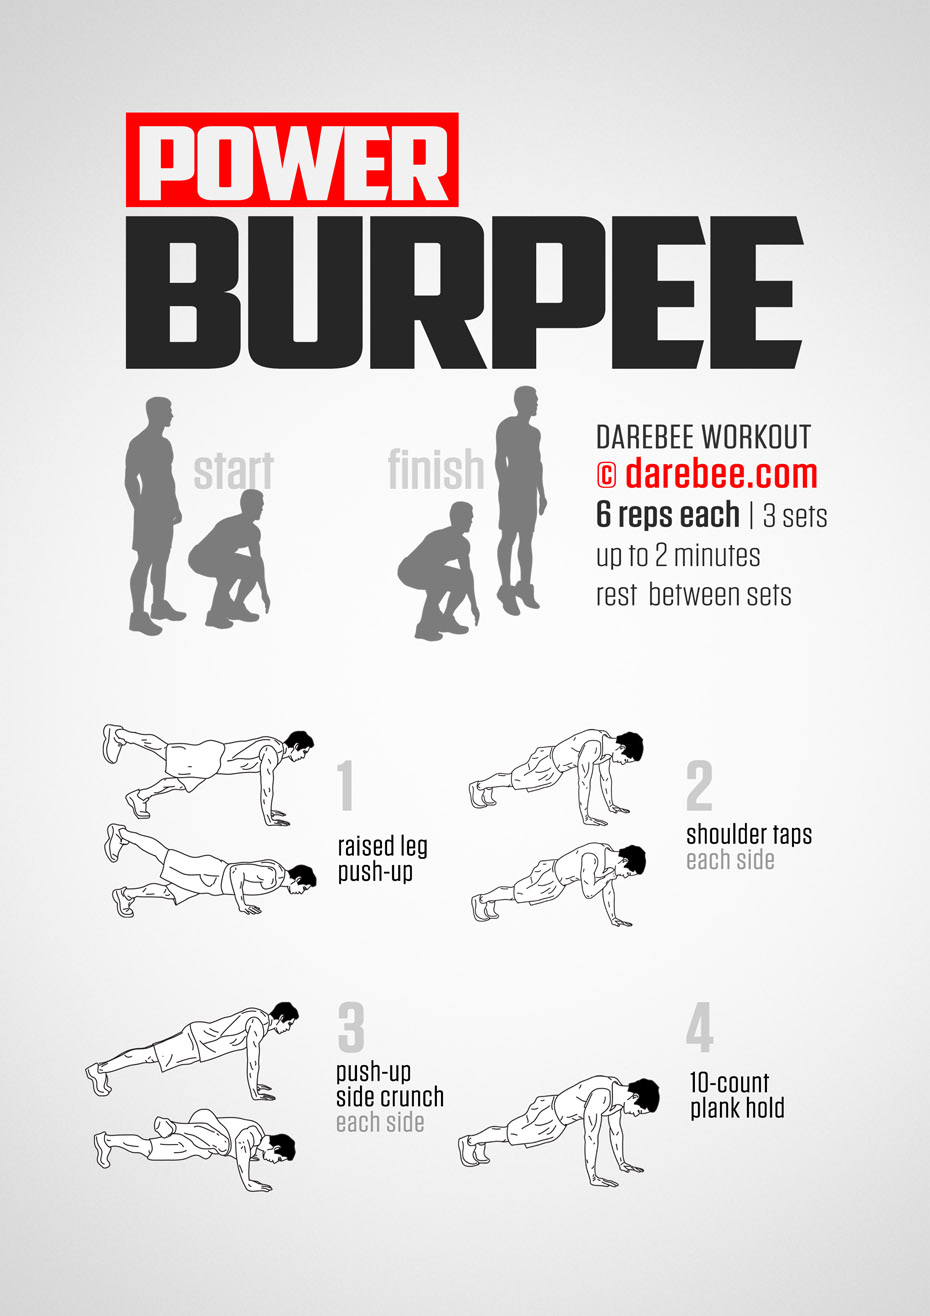 POWER
BURPEE
start
finish
DAREBEE WORKOUT
© darebee.com
6 reps each | 3 sets
up to 2 minutes
rest between sets
1
raised leg
push-up
2
shoulder taps
each side
3
push-up
side crunch
each side
4
10-count
plank hold